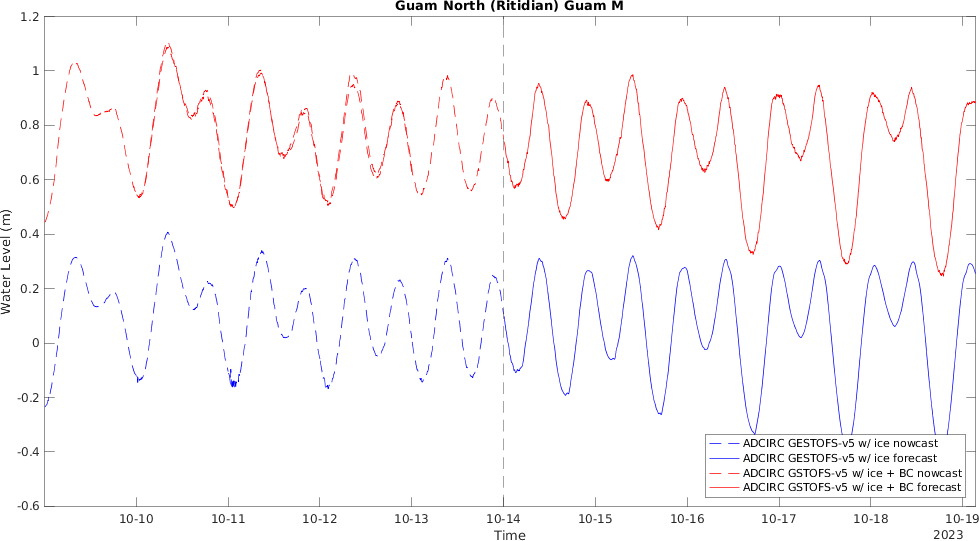 Guam North (Ritidian) Guam M
1.2
1
0.8
0.6
0.4
0.2
0
-0.2
-0.4
-0.6
Water Level (m)
ADCIRC GESTOFS-v5 w/ ice nowcast
ADCIRC GESTOFS-v5 w/ ice forecast
ADCIRC GSTOFS-v5 w/ ice + BC nowcast
ADCIRC GSTOFS-v5 w/ ice + BC forecast
10-10 10-11 10-12 10-13 10-14 10-15 10-16 10-17 10-18 10-19
Time
2023